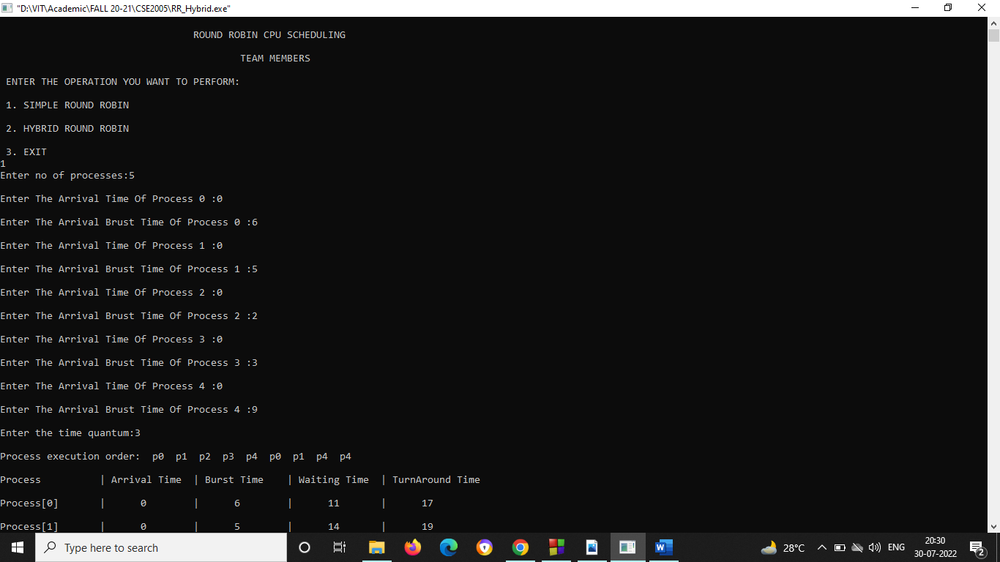 "D:\VIT\Academic\FALL 20-21\CSE2005\RR_Hybrid.exe"
ROUND ROBIN CPU SCHEDULING
TEAM MEMBERS
ENTER THE OPERATION YOU WANT TO PERFORM:
1. SIMPLE ROUND ROBIN
2. HYBRID ROUND ROBIN
3. EXIT
1
Enter no of processes:5
Enter The Arrival Time Of Process 0 :0
Enter The Arrival Brust Time Of Process 0 :6
Enter The Arrival Time Of Process 1 :0
Enter The Arrival Brust Time Of Process 1 :5
Enter The Arrival Time Of Process 2 :0
Enter The Arrival Brust Time Of Process 2 :2
Enter The Arrival Time Of Process 3 :0
Enter The Arrival Brust Time Of Process 3 :3
Enter The Arrival Time Of Process 4 :0
Enter The Arrival Brust Time Of Process 4 :9
Enter the time quantum:3
Process execution order:  p0  p1  p2  p3  p4  p0  p1  p4  p4
Process          | Arrival Time  | Burst Time    | Waiting Time  | TurnAround Time
Process[0]       |      0        |      6        |      11       |      17
Process[1]       |      0        |      5        |      14       |      19
Type here to search
28°C
ENG
20:30
30-07-2022
2